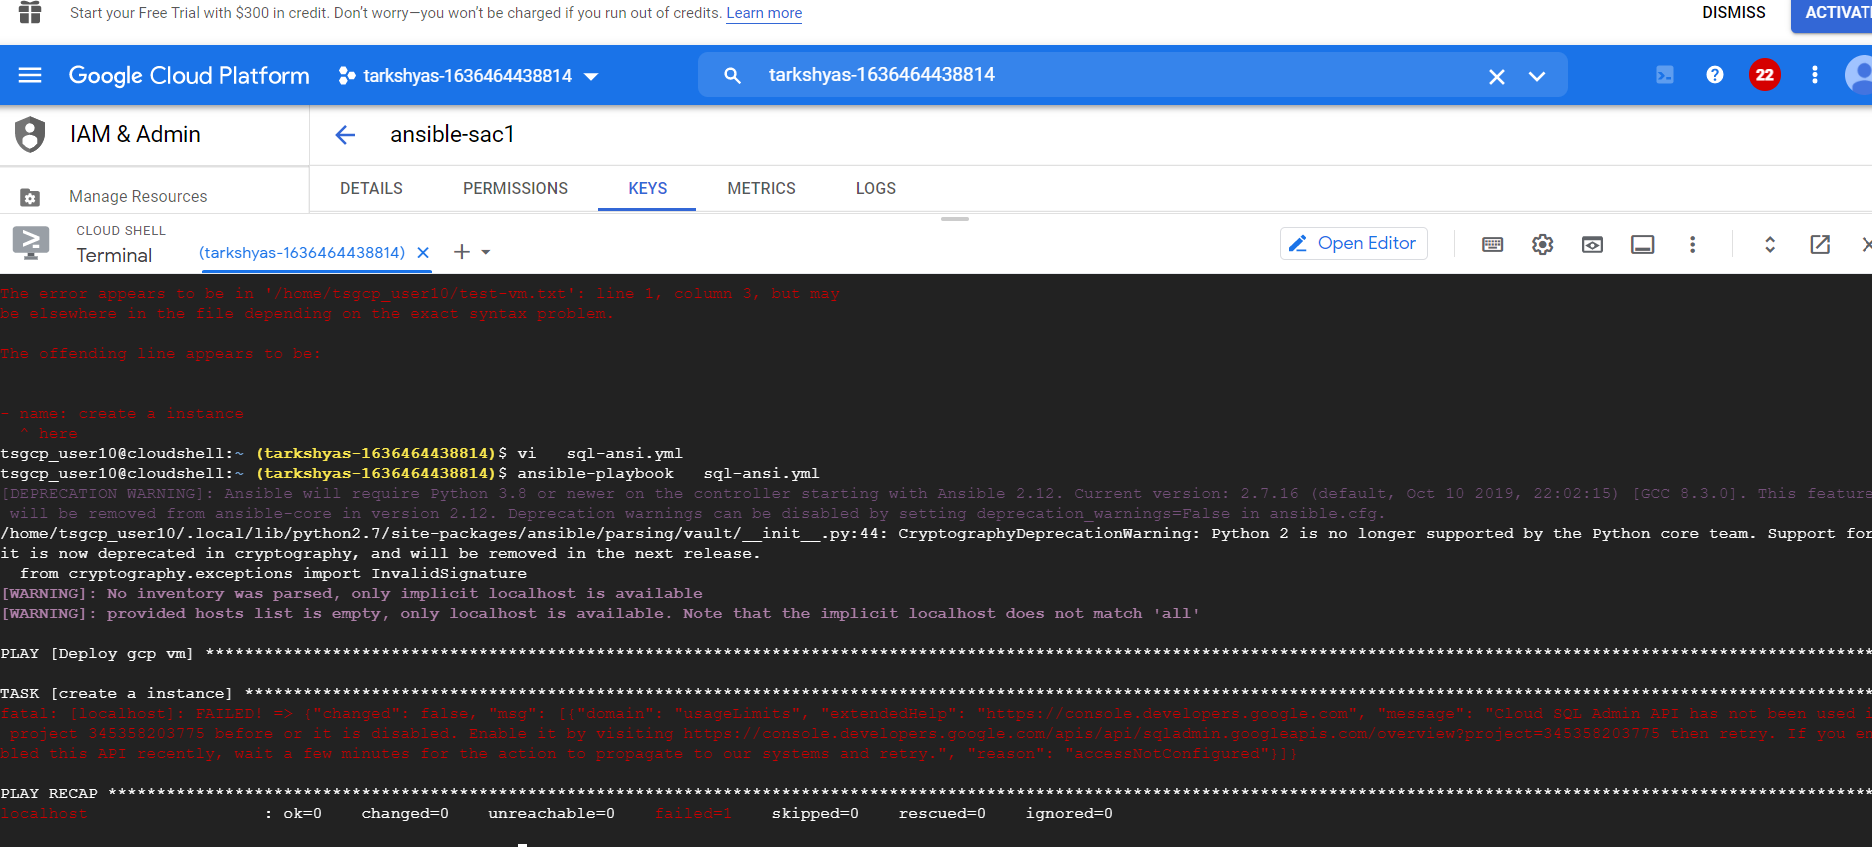 Start your Free Trial with $300 in credit. Don't worry—you won't be charged if you run out of credits. Learn more
DISMISS
ACTIVAT
Google Cloud Platform
tarkshyas-1636464438814
tarkshyas-1636464438814
22
IAM & Admin
ansible-sac1
DETAILS PERMISSIONS KEYS METRICS LOGS
Manage Resources
CLOUD SHELL
Terminal
(tarkshyas-1636464438814)
Open Editor
The error appears to be in '/home/tsgcp_user10/test-vm.txt': line 1, column 3, but may
be elsewhere in the file depending on the exact syntax problem.
The offending line appears to be:
- name: create a instance
^ here
tsgcp_user10@cloudshell:~ (tarkshyas-1636464438814)$ vi sql-ansi.yml
tsgcp_user10@cloudshell:~ (tarkshyas-1636464438814)$ ansible-playbook sql-ansi.yml
[DEPRECATION WARNING]: Ansible will require Python 3.8 or newer on the controller starting with Ansible 2.12. Current version: 2.7.16 (default, Oct 10 2019, 22:02:15) [GCC 8.3.0]. This feature
will be removed from ansible-core in version 2.12. Deprecation warnings can be disabled by setting deprecation_warnings=False in ansible.cfg.
/home/tsgcp_user10/.local/lib/python2.7/site-packages/ansible/parsing/vault/__init__.py:44: CryptographyDeprecationWarning: Python 2 is no longer supported by the Python core team. Support for
it is now deprecated in cryptography, and will be removed in the next release.
from cryptography.exceptions import InvalidSignature
[WARNING]: No inventory was parsed, only implicit localhost is available
[WARNING]: provided hosts list is empty, only localhost is available. Note that the implicit localhost does not match 'all'
PLAY [Deploy gcp vm] ****************************************************************************************************************************************************************************
TASK [create a instance] ************************************************************************************************************************************************************************
fatal: [localhost]: FAILED! => {"changed": false, "msg": [{"domain": "usageLimits", "extendedHelp": "https://console.developers.google.com", "message": "Cloud SQL Admin API has not been used i
project 345358203775 before or it is disabled. Enable it by visiting https://console.developers.google.com/apis/api/sqladmin.googleapis.com/overview?project=345358203775 then retry. If you en
bled this API recently, wait a few minutes for the action to propagate to our systems and retry.", "reason": "accessNotConfigured"}]}
PLAY RECAP **************************************************************************************************************************************************************************************
localhost : ok=0 changed=0 unreachable=0 failed=1 skipped=0 rescued=0 ignored=0